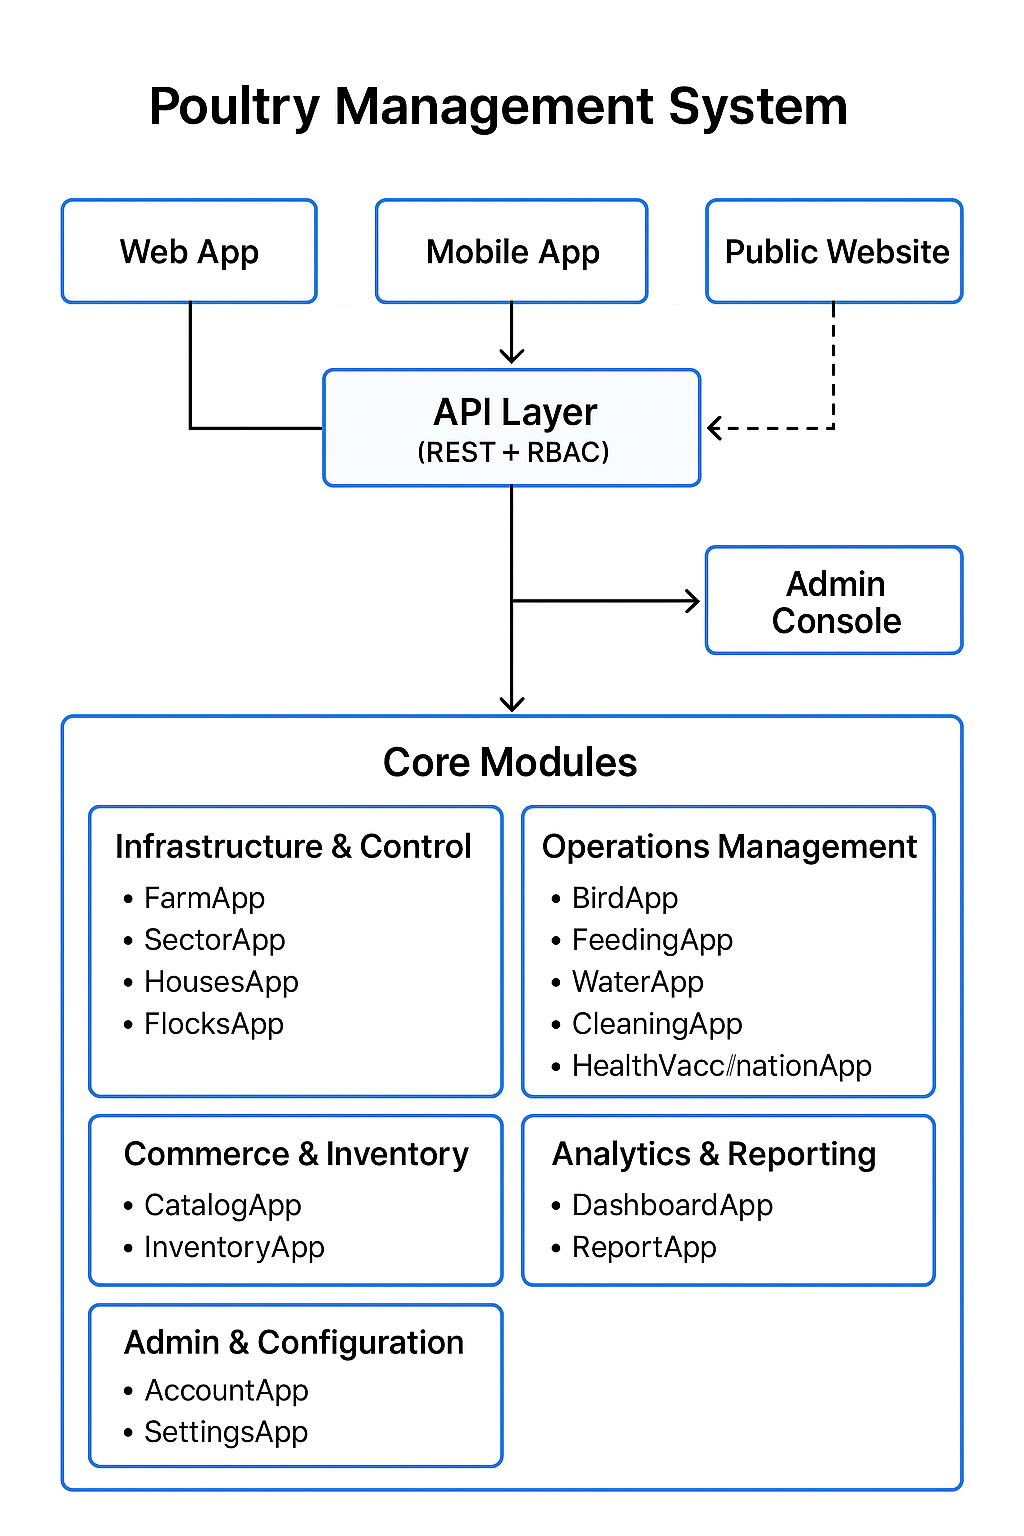 Poultry Management System
Web App
Mobile App
Public Website
API Layer
(REST + RBAC)
Admin
Console
Core Modules
Infrastructure & Control
• FarmApp
• SectorApp
• HousesApp
• FlocksApp
Operations Management
• BirdApp
• FeedingApp
• WaterApp
• CleaningApp
• HealthVacc//nationApp
Commerce & Inventory
• CatalogApp
• InventoryApp
Analytics & Reporting
• DashboardApp
• ReportApp
Admin & Configuration
• AccountApp
• SettingsApp